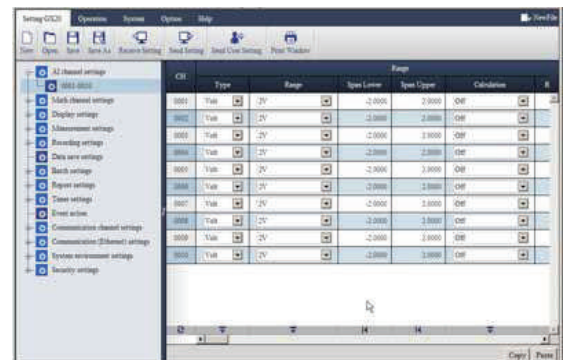 Setting:GX20 Operation System Option Help NewFile
New Open Save Save As Receive Setting Send Setting Send User Setting Print Window
AI channel settings
0001-0010
Math channel settings
Display settings
Measurement settings
Recording settings
Data save settings
Batch settings
Report settings
Timer settings
Event action
Communication channel settings
Communication (Ethernet) settings
System environment settings
Security settings
Range
CH Type Range Span Lower Span Upper Calculation R
0001 Volt 2V -2.0000 2.0000 Off
0002 Volt 2V -2.0000 2.0000 Off
0003 Volt 2V -2.0000 2.0000 Off
0004 Volt 2V -2.0000 2.0000 Off
0005 Volt 2V -2.0000 2.0000 Off
0006 Volt 2V -2.0000 2.0000 Off
0007 Volt 2V -2.0000 2.0000 Off
0008 Volt 2V -2.0000 2.0000 Off
0009 Volt 2V -2.0000 2.0000 Off
0010 Volt 2V -2.0000 2.0000 Off
Copy Paste